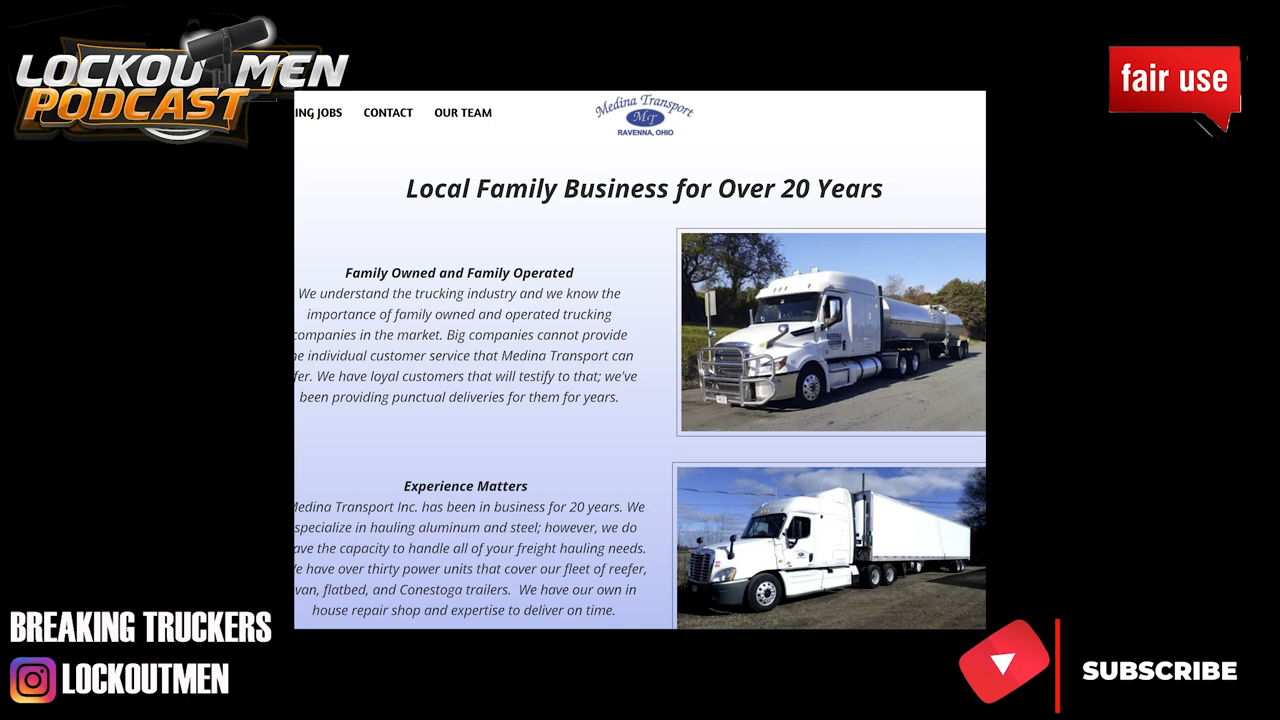 LOCKOU MEN
PODCAST
fair use
ING JOBS CONTACT OUR TEAM
Medina Transport
MT
RAVENNA, OHIO
Local Family Business for Over 20 Years
Family Owned and Family Operated
We understand the trucking industry and we know the
importance of family owned and operated trucking
companies in the market. Big companies cannot provide
he individual customer service that Medina Transport can
fer. We have loyal customers that will testify to that; we've
been providing punctual deliveries for them for years.
Experience Matters
Medina Transport Inc. has been in business for 20 years. We
specialize in hauling aluminum and steel; however, we do
ave the capacity to handle all of your freight hauling needs.
We have over thirty power units that cover our fleet of reefer,
van, flatbed, and Conestoga trailers. We have our own in
house repair shop and expertise to deliver on time.
BREAKING TRUCKERS
LOCKOUTMEN
SUBSCRIBE